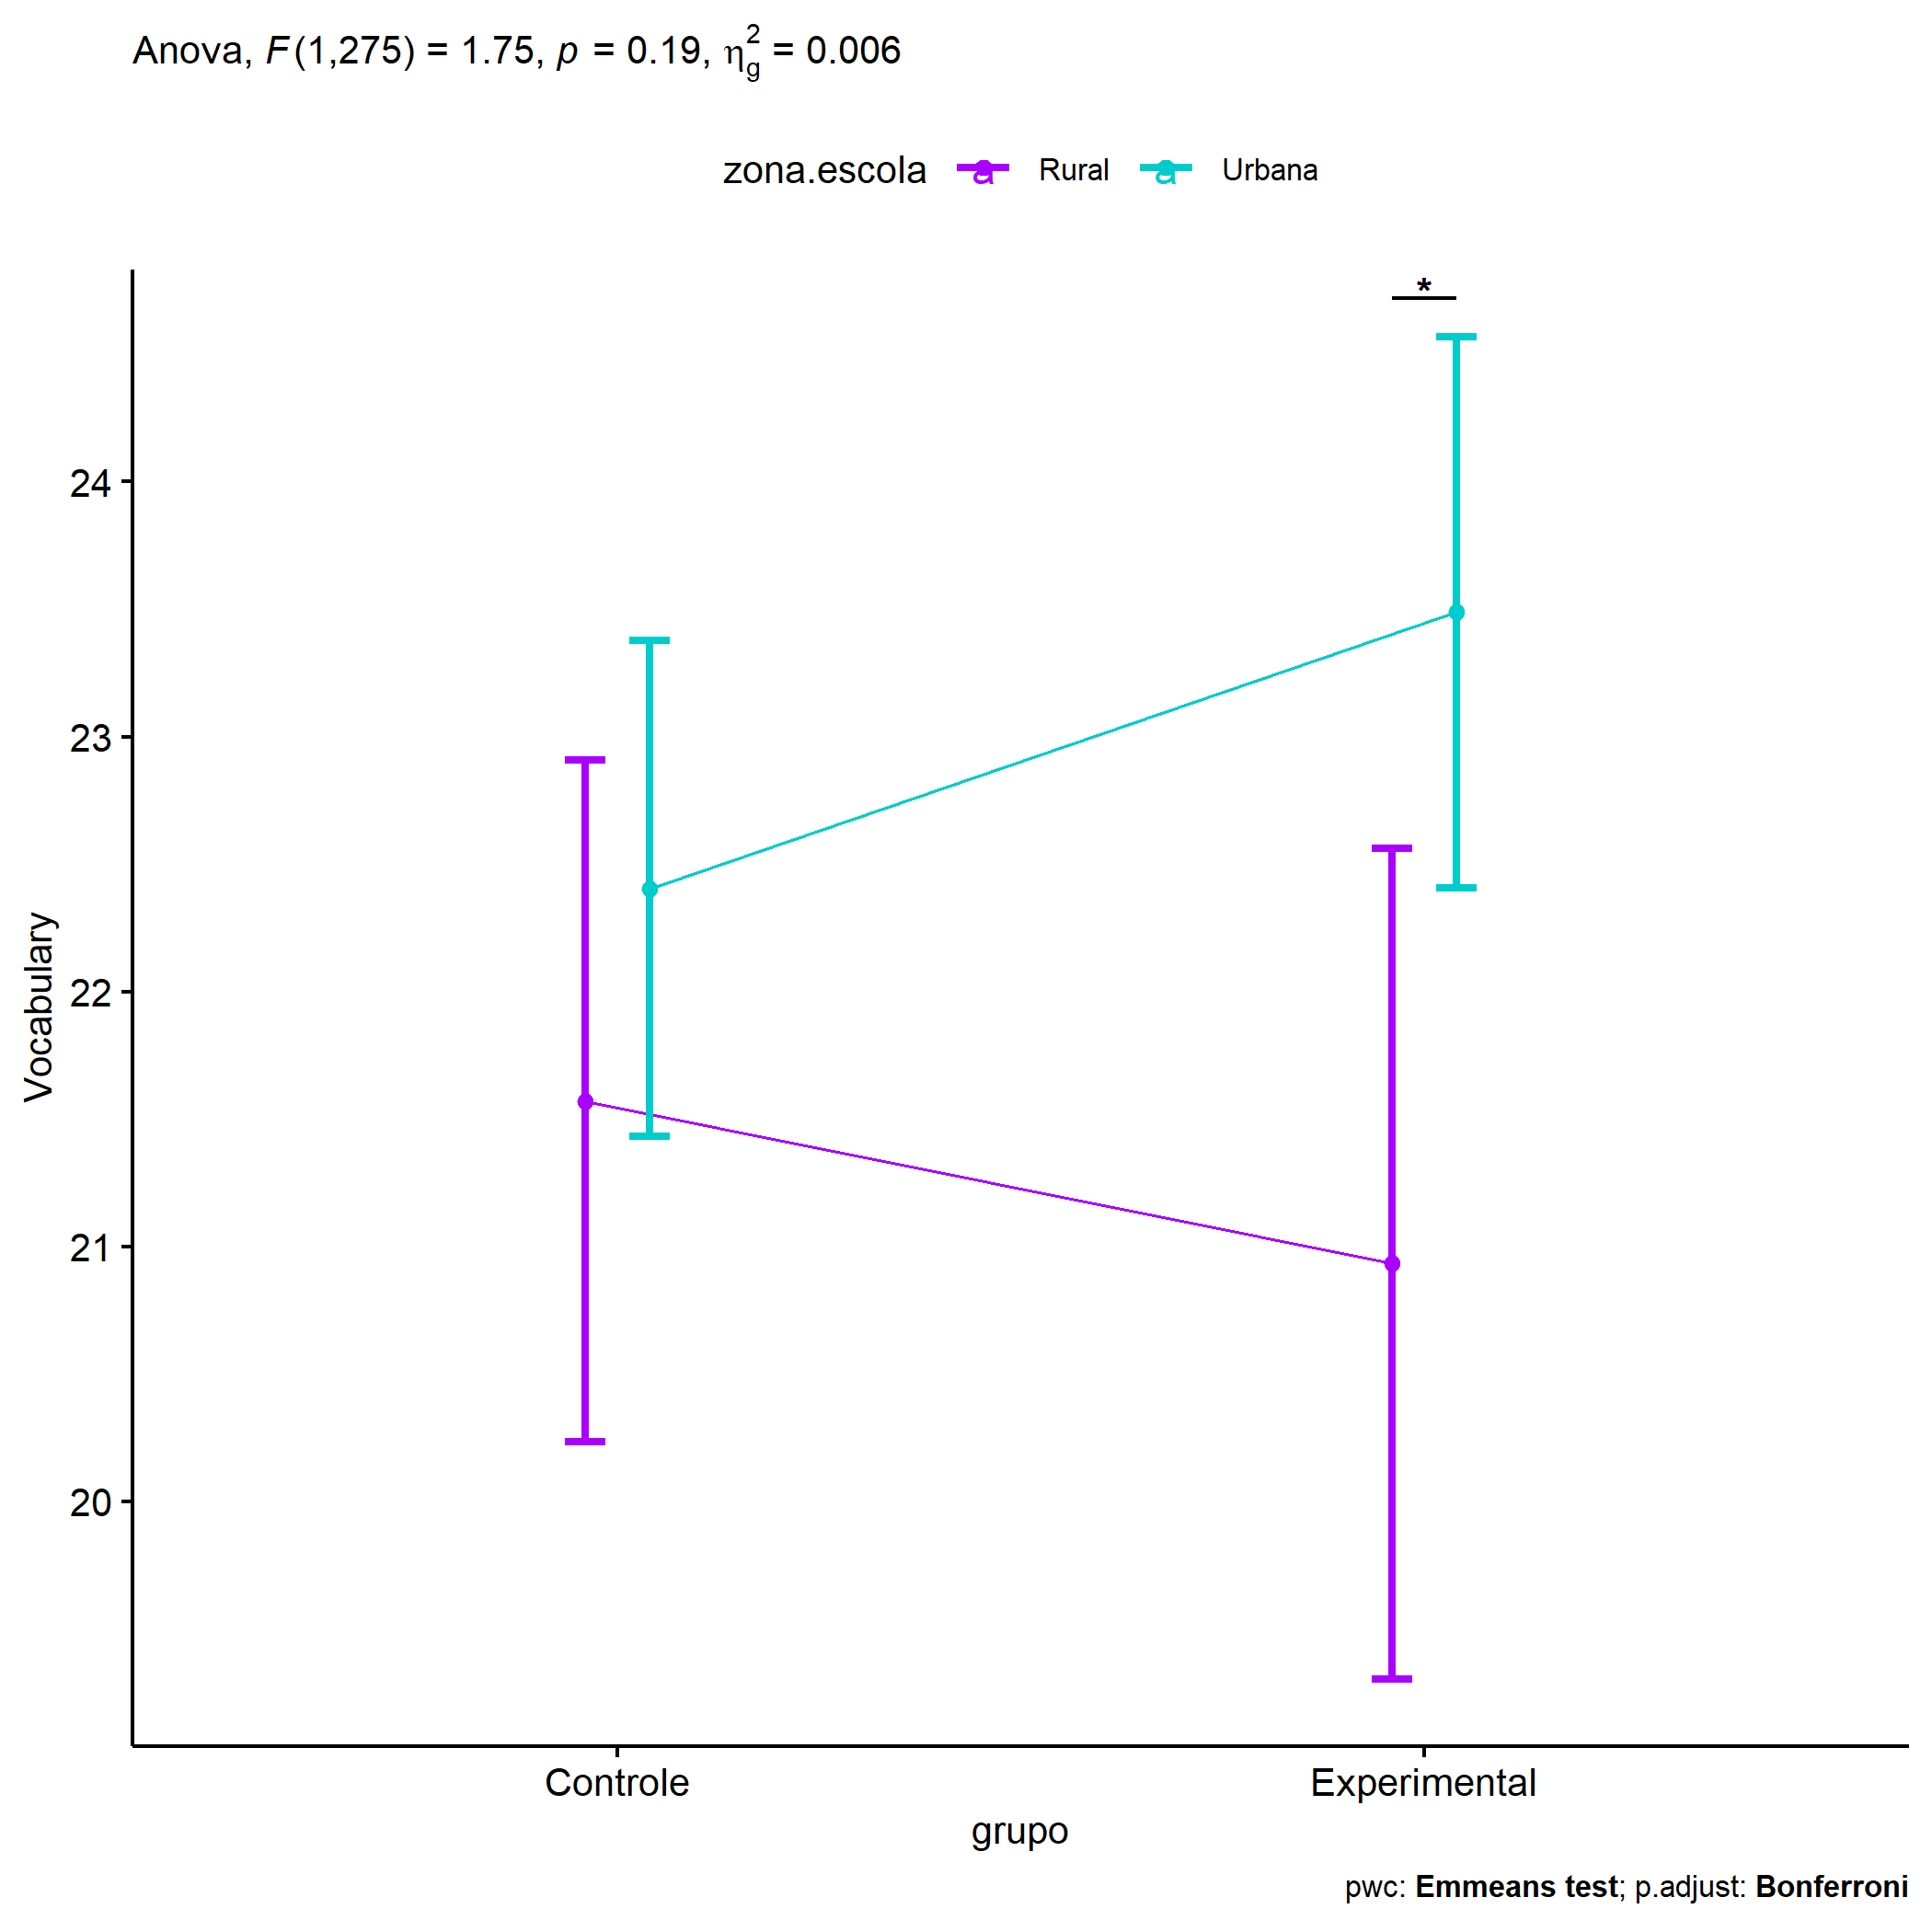 Anova, F(1,275) = 1.75, p = 0.19, η²g = 0.006
zona.escola a Rural a Urbana
*
24
23
22
21
20
Vocabulary
Controle Experimental
grupo
pwc: Emmeans test; p.adjust: Bonferroni